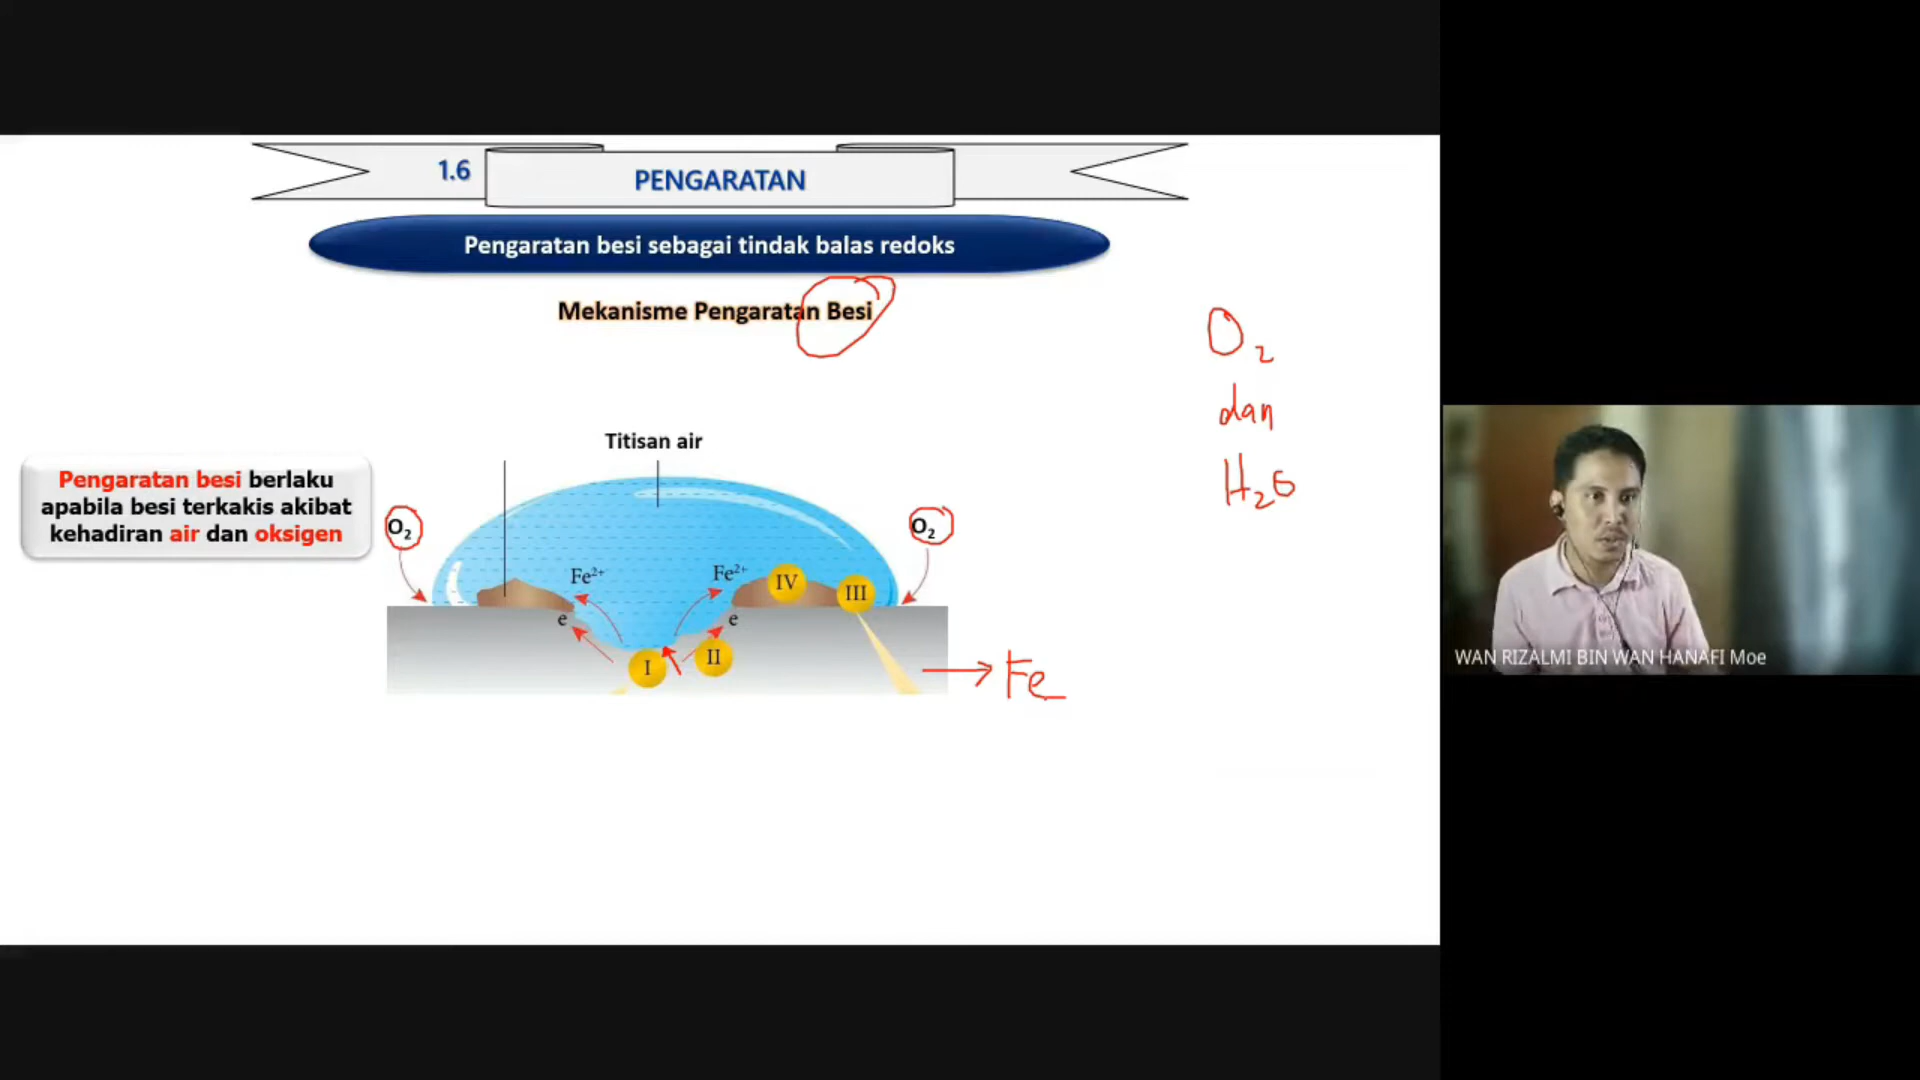 1.6
PENGARATAN
Pengaratan besi sebagai tindak balas redoks
Mekanisme Pengaratan Besi
O₂
dan
H₂O
Titisan air
Pengaratan besi berlaku
apabila besi terkakis akibat
kehadiran air dan oksigen
O₂
O₂
Fe²⁺
Fe²⁺
IV
III
e
e
I
II
Fe
WAN RIZALMI BIN WAN HANAFI Moe